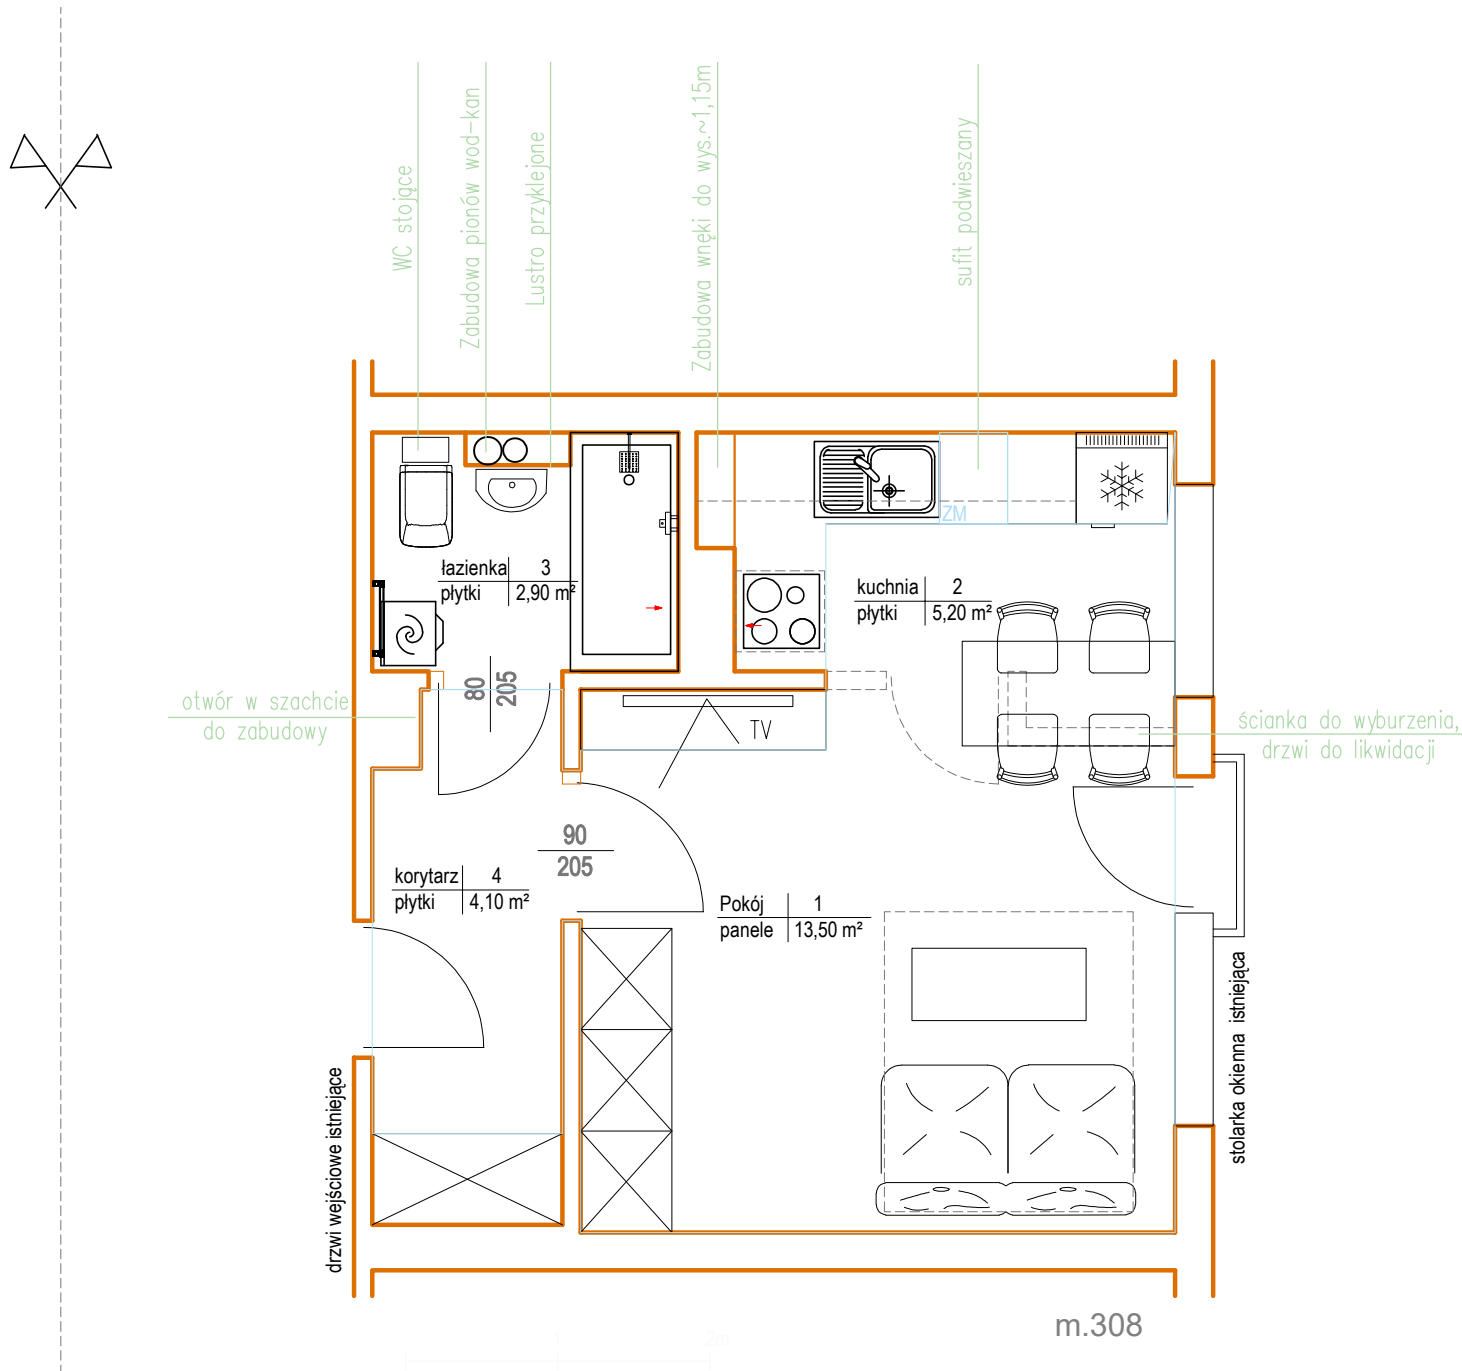 WC stojące
Zabudowa pionów wod-kan
Lustro przyklejone
Zabudowa wnęki do wys.~1,15m
sufit podwieszany
ZM
łazienka 3
płytki 2,90 m²
kuchnia 2
płytki 5,20 m²
80
205
otwór w szachcie
do zabudowy
TV
ścianka do wyburzenia,
drzwi do likwidacji
90
205
korytarz 4
płytki 4,10 m²
Pokój 1
panele 13,50 m²
stolarka okienna istniejąca
drzwi wejściowe istniejące
m.308
1
2m